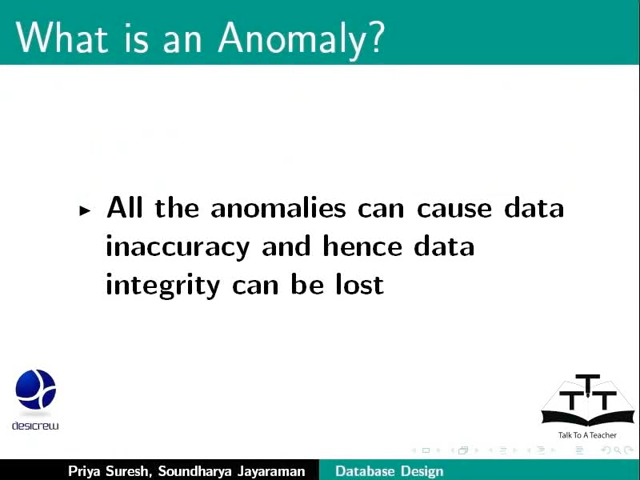 What is an Anomaly?
▸ All the anomalies can cause data
inaccuracy and hence data
integrity can be lost
desicrew
T T T
Talk To A Teacher
Priya Suresh, Soundharya Jayaraman Database Design